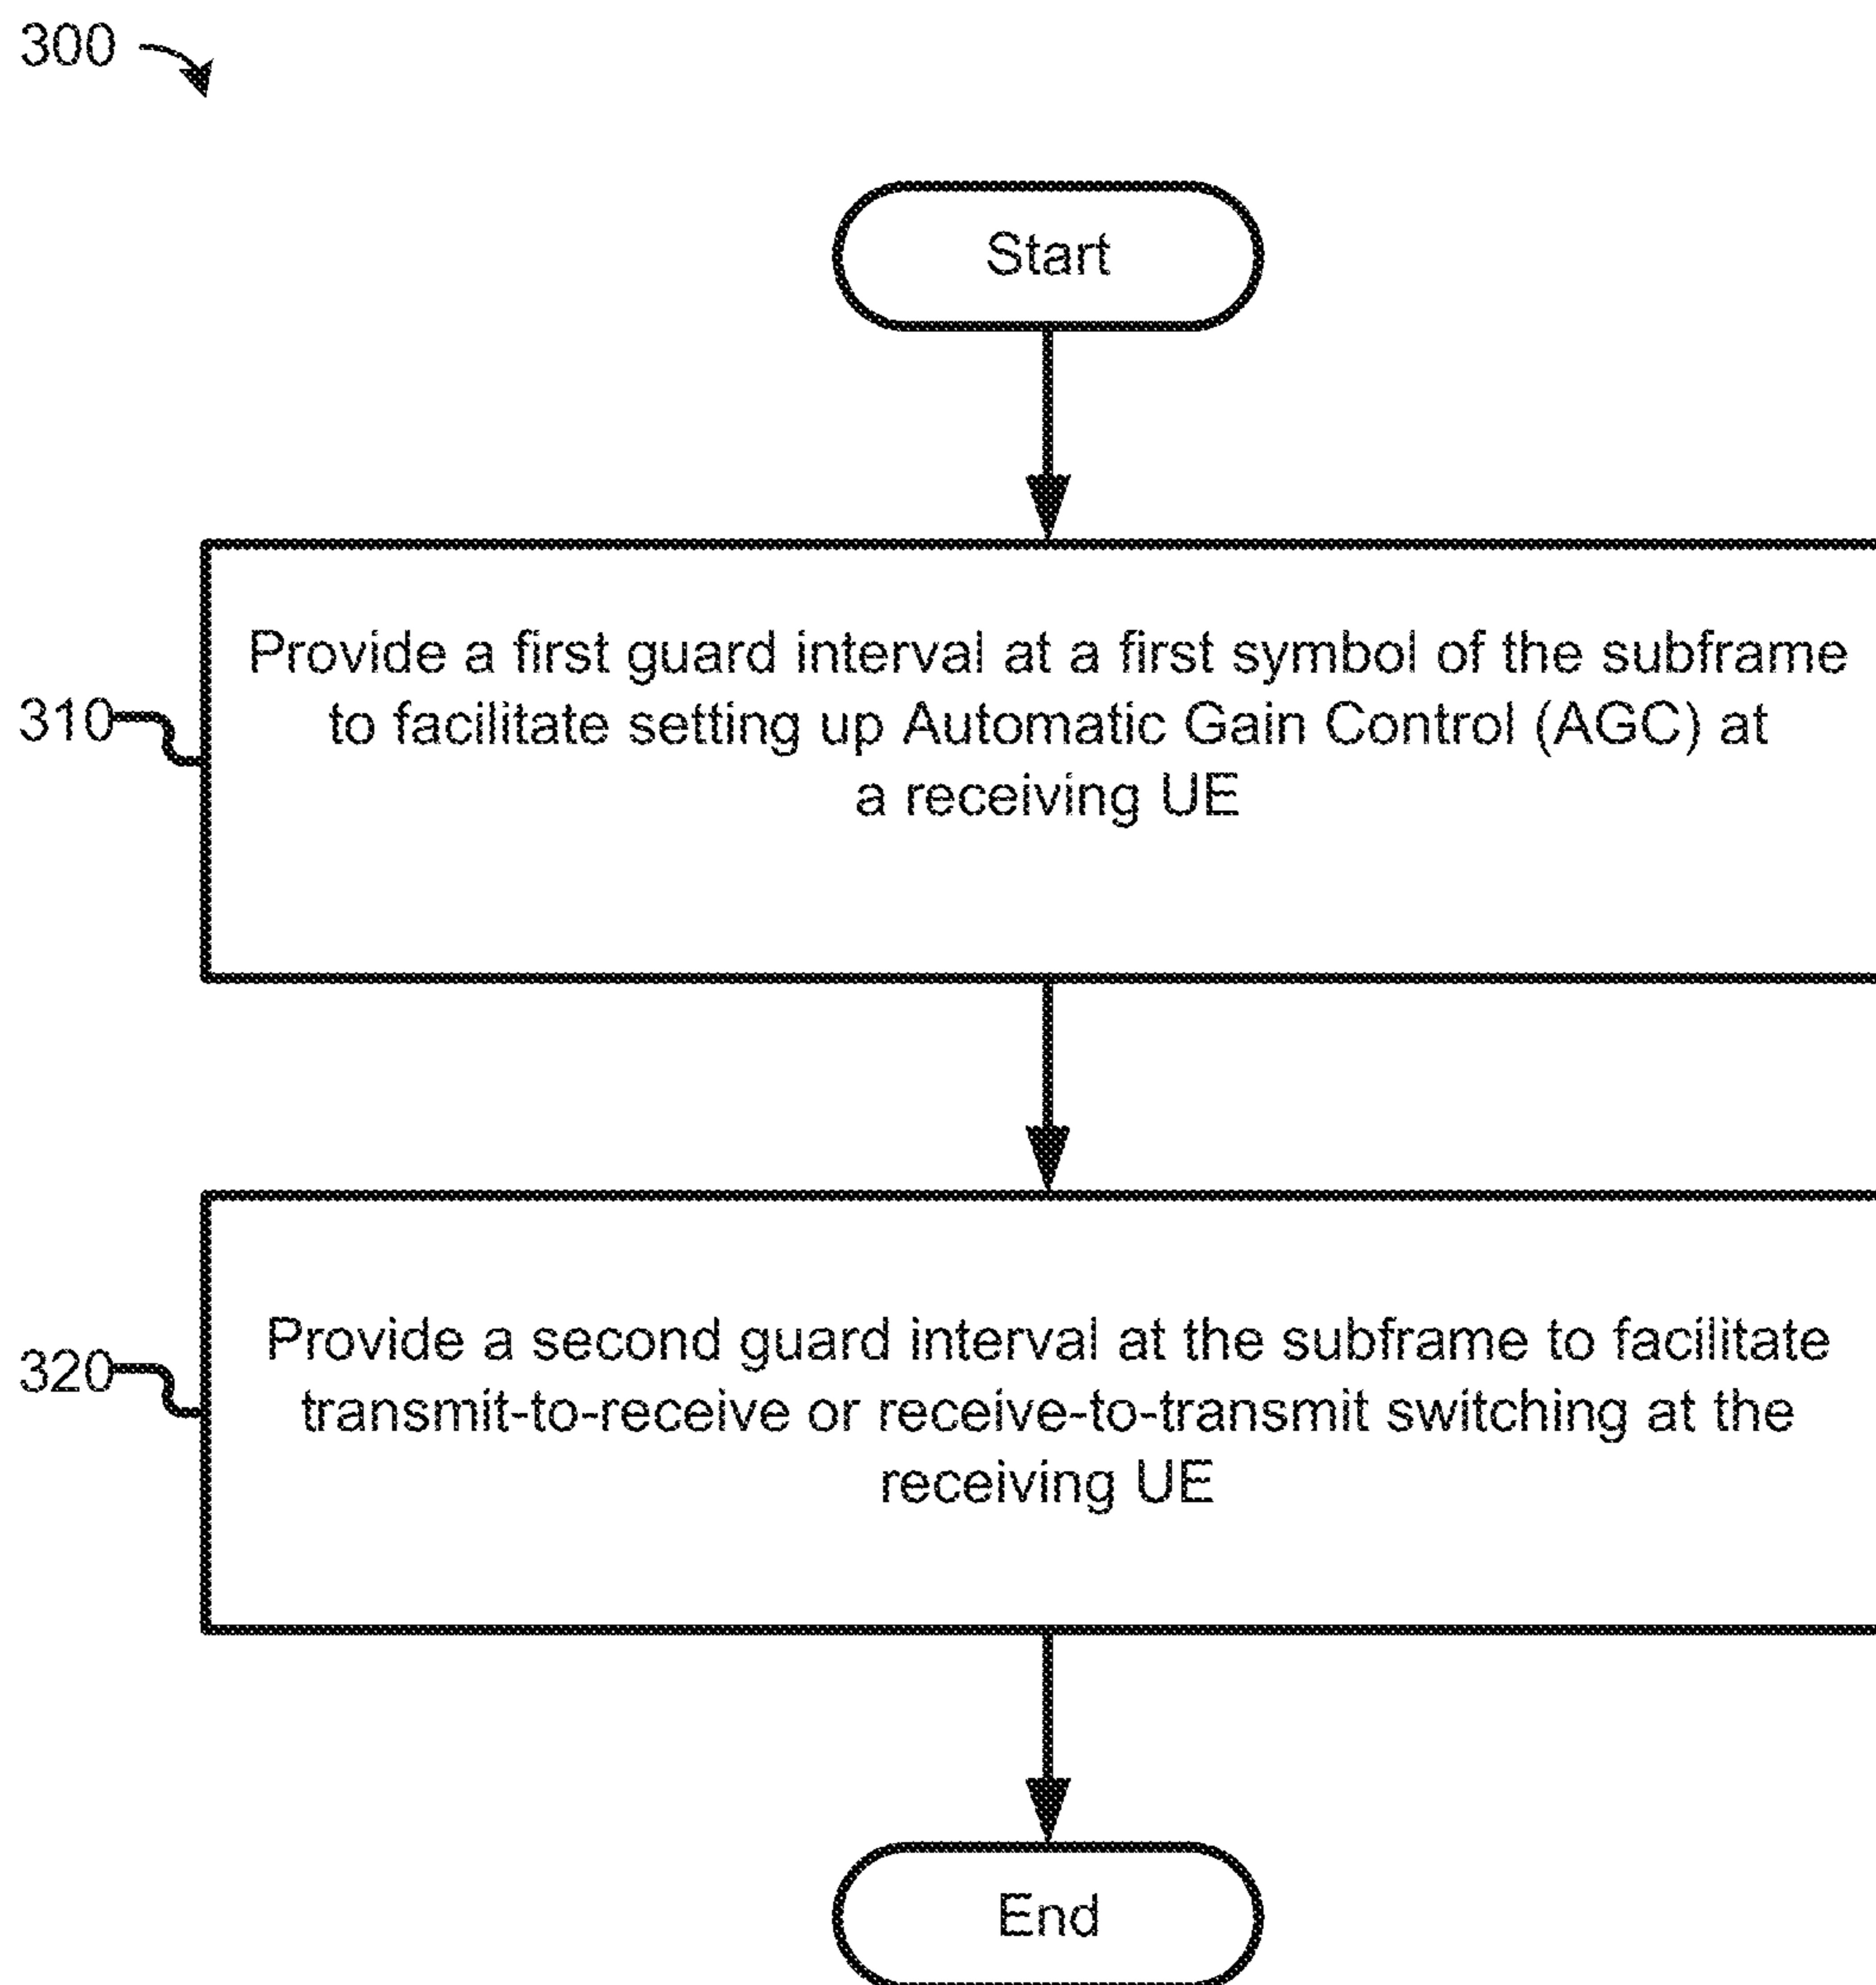 300
Start
310
Provide a first guard interval at a first symbol of the subframe
to facilitate setting up Automatic Gain Control (AGC) at
a receiving UE
320
Provide a second guard interval at the subframe to facilitate
transmit-to-receive or receive-to-transmit switching at the
receiving UE
End